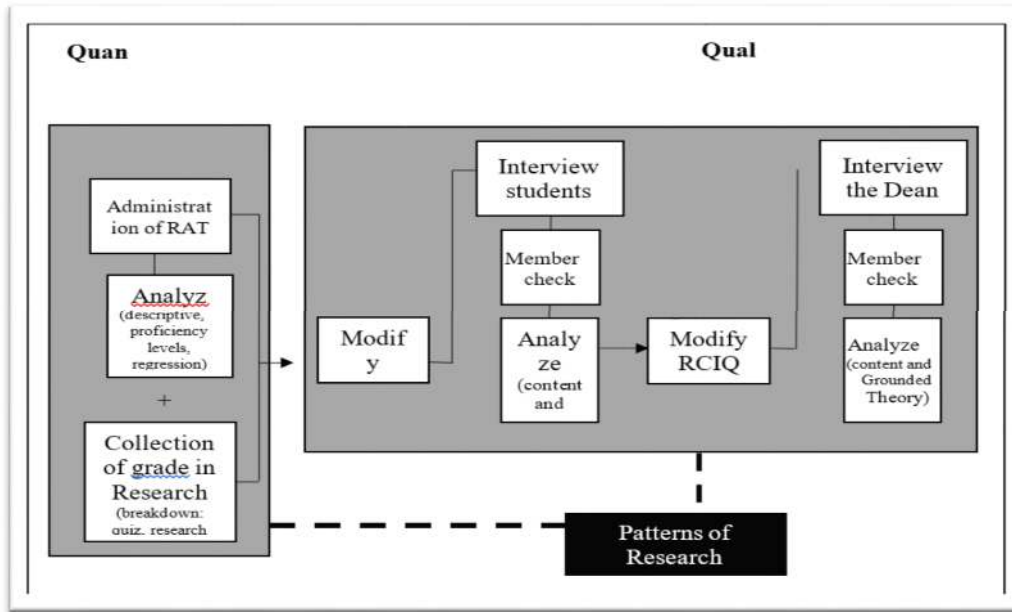 Quan
Qual
Administrat
ion of RAT
Analyz
(descriptive,
proficiency
levels,
regression)
+
Collection
of grade in
Research
(breakdown:
quiz, research
Modif
y
Interview
students
Member
check
Analy
ze
(content
and
Modify
RCIQ
Interview
the Dean
Member
check
Analyze
(content and
Grounded
Theory)
Patterns of
Research